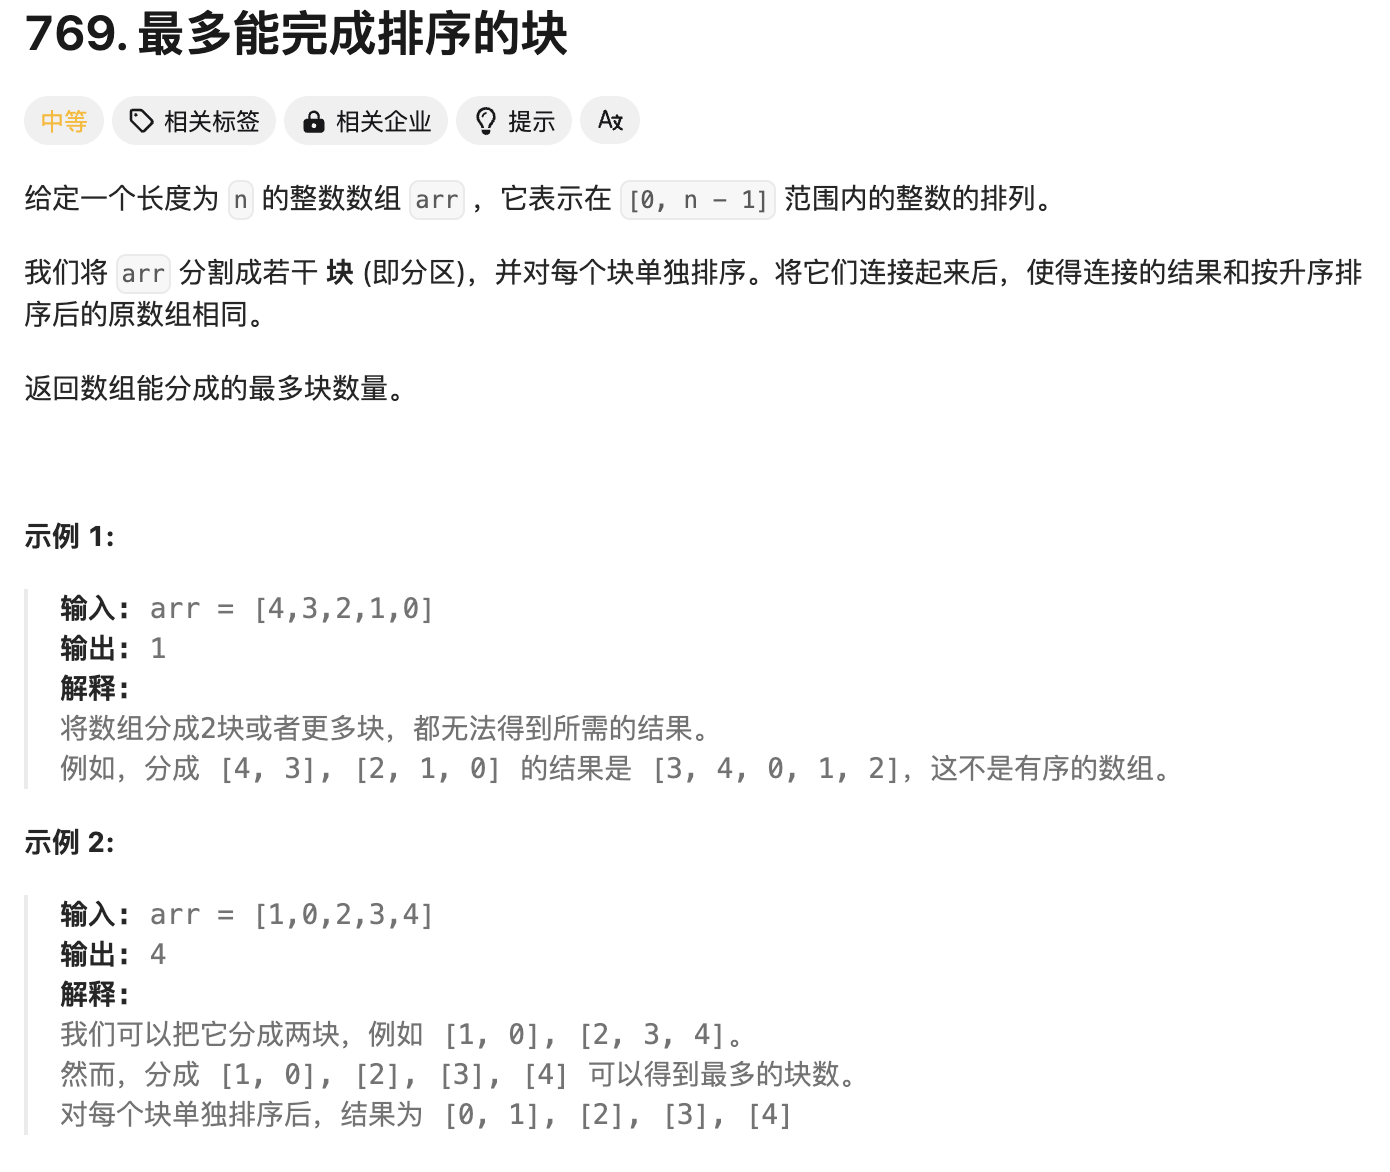 769. 最多能完成排序的块
中等 相关标签 相关企业 提示 A文
给定一个长度为 n 的整数数组 arr ，它表示在 [0, n - 1] 范围内的整数的排列。
我们将 arr 分割成若干 块 (即分区)，并对每个块单独排序。将它们连接起来后，使得连接的结果和按升序排
序后的原数组相同。
返回数组能分成的最多块数量。
示例 1:
输入: arr = [4,3,2,1,0]
输出: 1
解释:
将数组分成2块或者更多块，都无法得到所需的结果。
例如，分成 [4, 3], [2, 1, 0] 的结果是 [3, 4, 0, 1, 2]，这不是有序的数组。
示例 2:
输入: arr = [1,0,2,3,4]
输出: 4
解释:
我们可以把它分成两块，例如 [1, 0], [2, 3, 4]。
然而，分成 [1, 0], [2], [3], [4] 可以得到最多的块数。
对每个块单独排序后，结果为 [0, 1], [2], [3], [4]